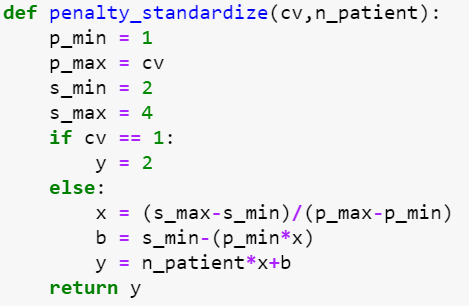 def penalty_standardize(cv,n_patient):
    p_min = 1
    p_max = cv
    s_min = 2
    s_max = 4
    if cv == 1:
        y = 2
    else:
        x = (s_max-s_min)/(p_max-p_min)
        b = s_min-(p_min*x)
        y = n_patient*x+b
    return y